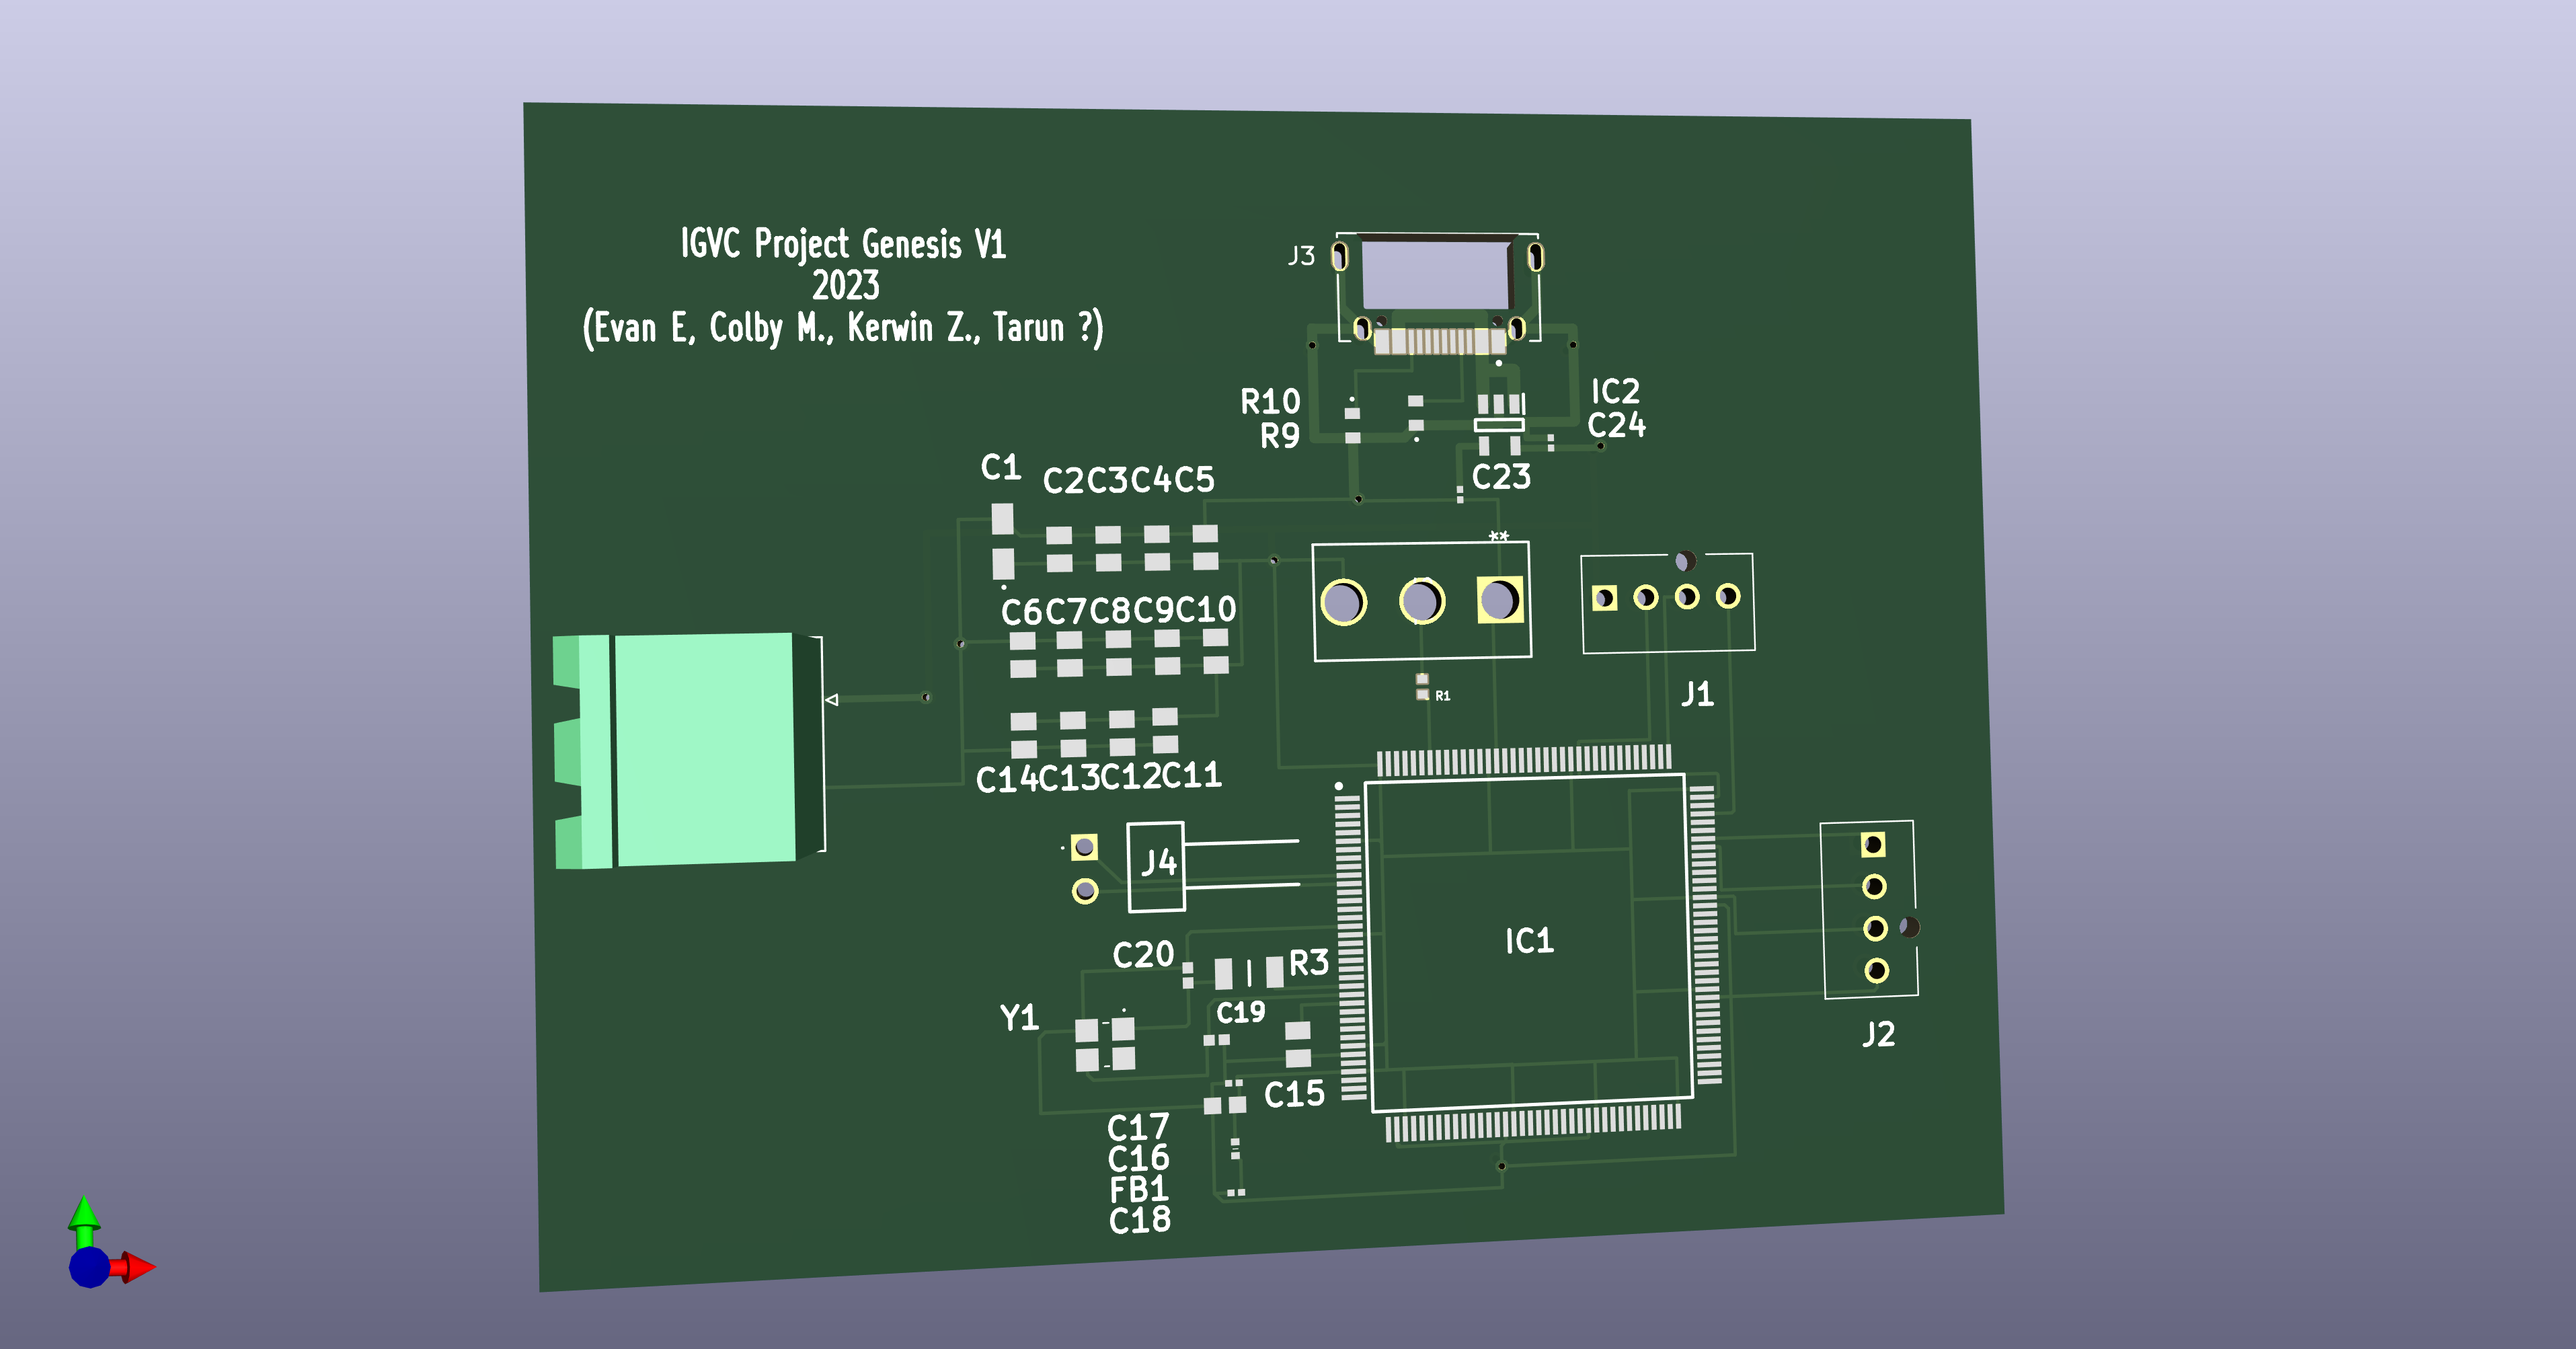 IGVC Project Genesis V1
2023
(Evan E, Colby M., Kerwin Z., Tarun ?)
J3
R10
R9
IC2
C24
C23
C1
C2C3C4C5
**
C6C7C8C9C10
R1
J1
C14C13C12C11
J4
IC1
C20
R3
Y1
C19
J2
C15
C17
C16
FB1
C18